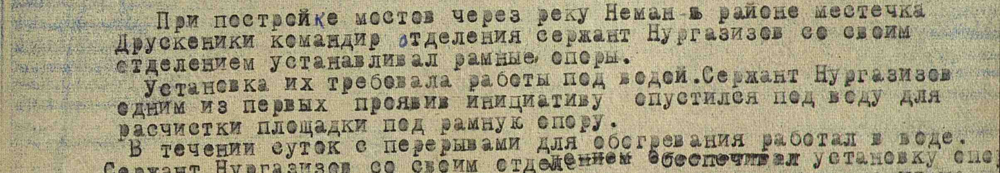 При постройке мостов через реку Неман в районе местечка
Друскеники командир отделения сержант Нургазизов со своим
отделением устанавливал рамные опоры.
Установка их требовала работы под водой.Сержант Нургазизов
одним из первых проявив инициативу опустился под воду для
расчистки площадки под рамную опору.
В течении суток с перерывами для обогревания работал в воде.
Сержант Нургазизов со своим отделением обеспечивал установку опо